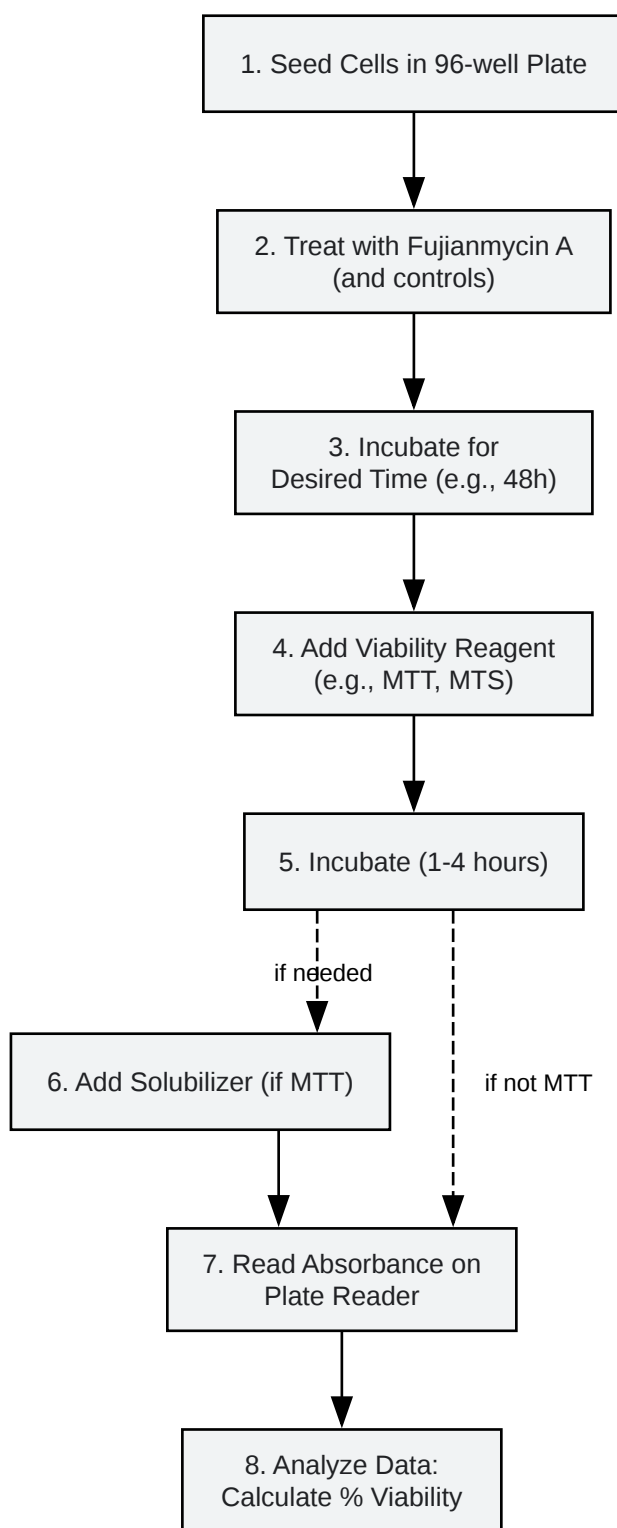 1. Seed Cells in 96-well Plate
2. Treat with Fujianmycin A
(and controls)
3. Incubate for
Desired Time (e.g., 48h)
4. Add Viability Reagent
(e.g., MTT, MTS)
5. Incubate (1-4 hours)
if needed
6. Add Solubilizer (if MTT)
if not MTT
7. Read Absorbance on
Plate Reader
8. Analyze Data:
Calculate % Viability